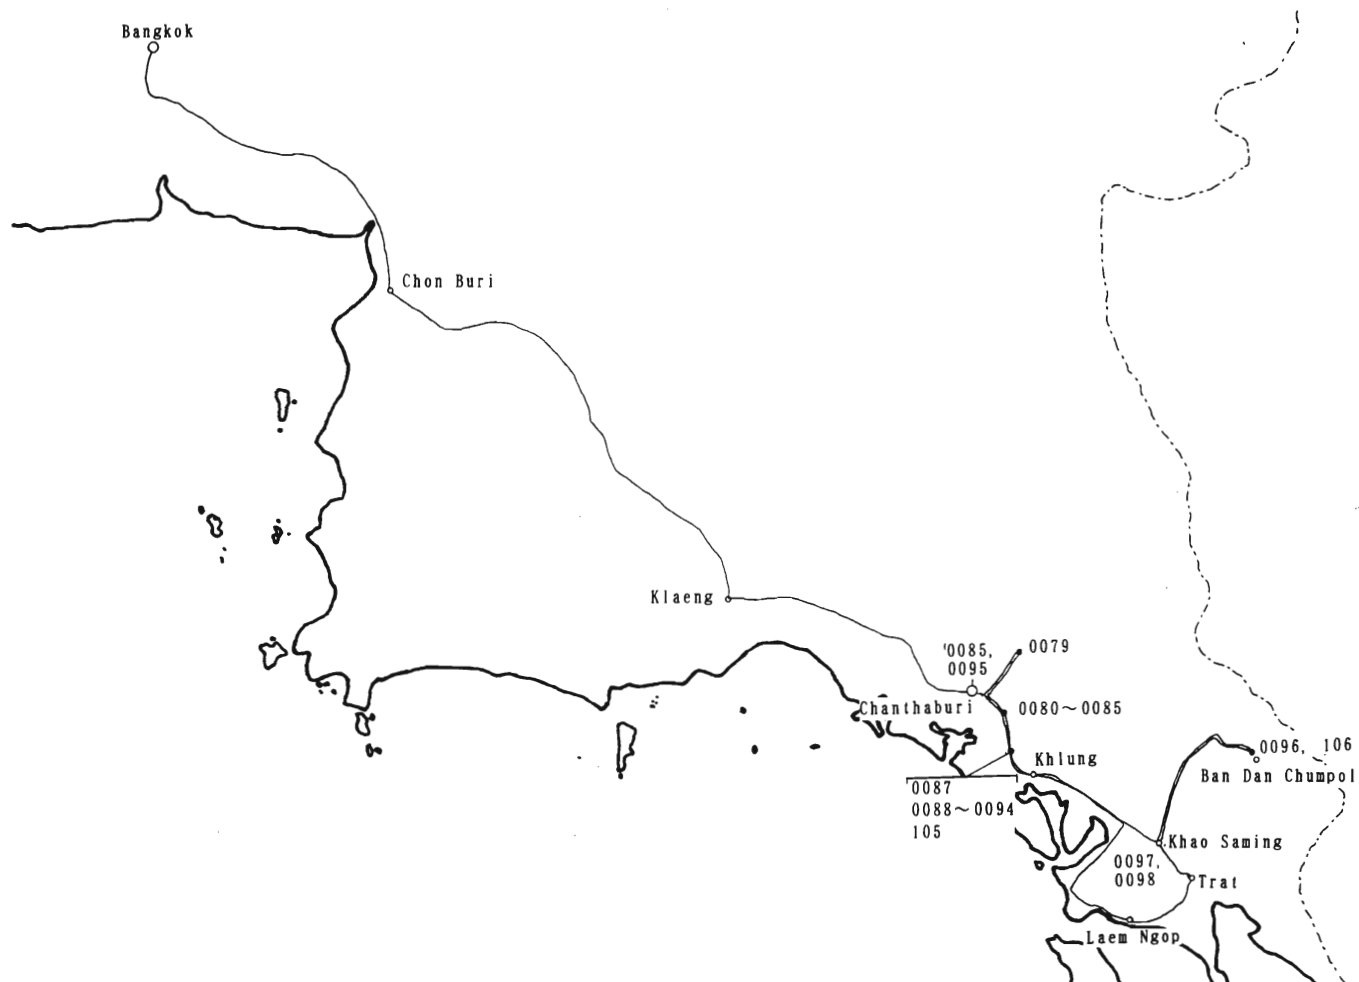 Bangkok
Chon Buri
Klaeng
'0085,
0095
0079
Chanthaburi
0080～0085
Khlung
0096, 106
Ban Dan Chumpol
0087
0088～0094
105
Khao Saming
0097,
0098
Trat
Laem Ngop